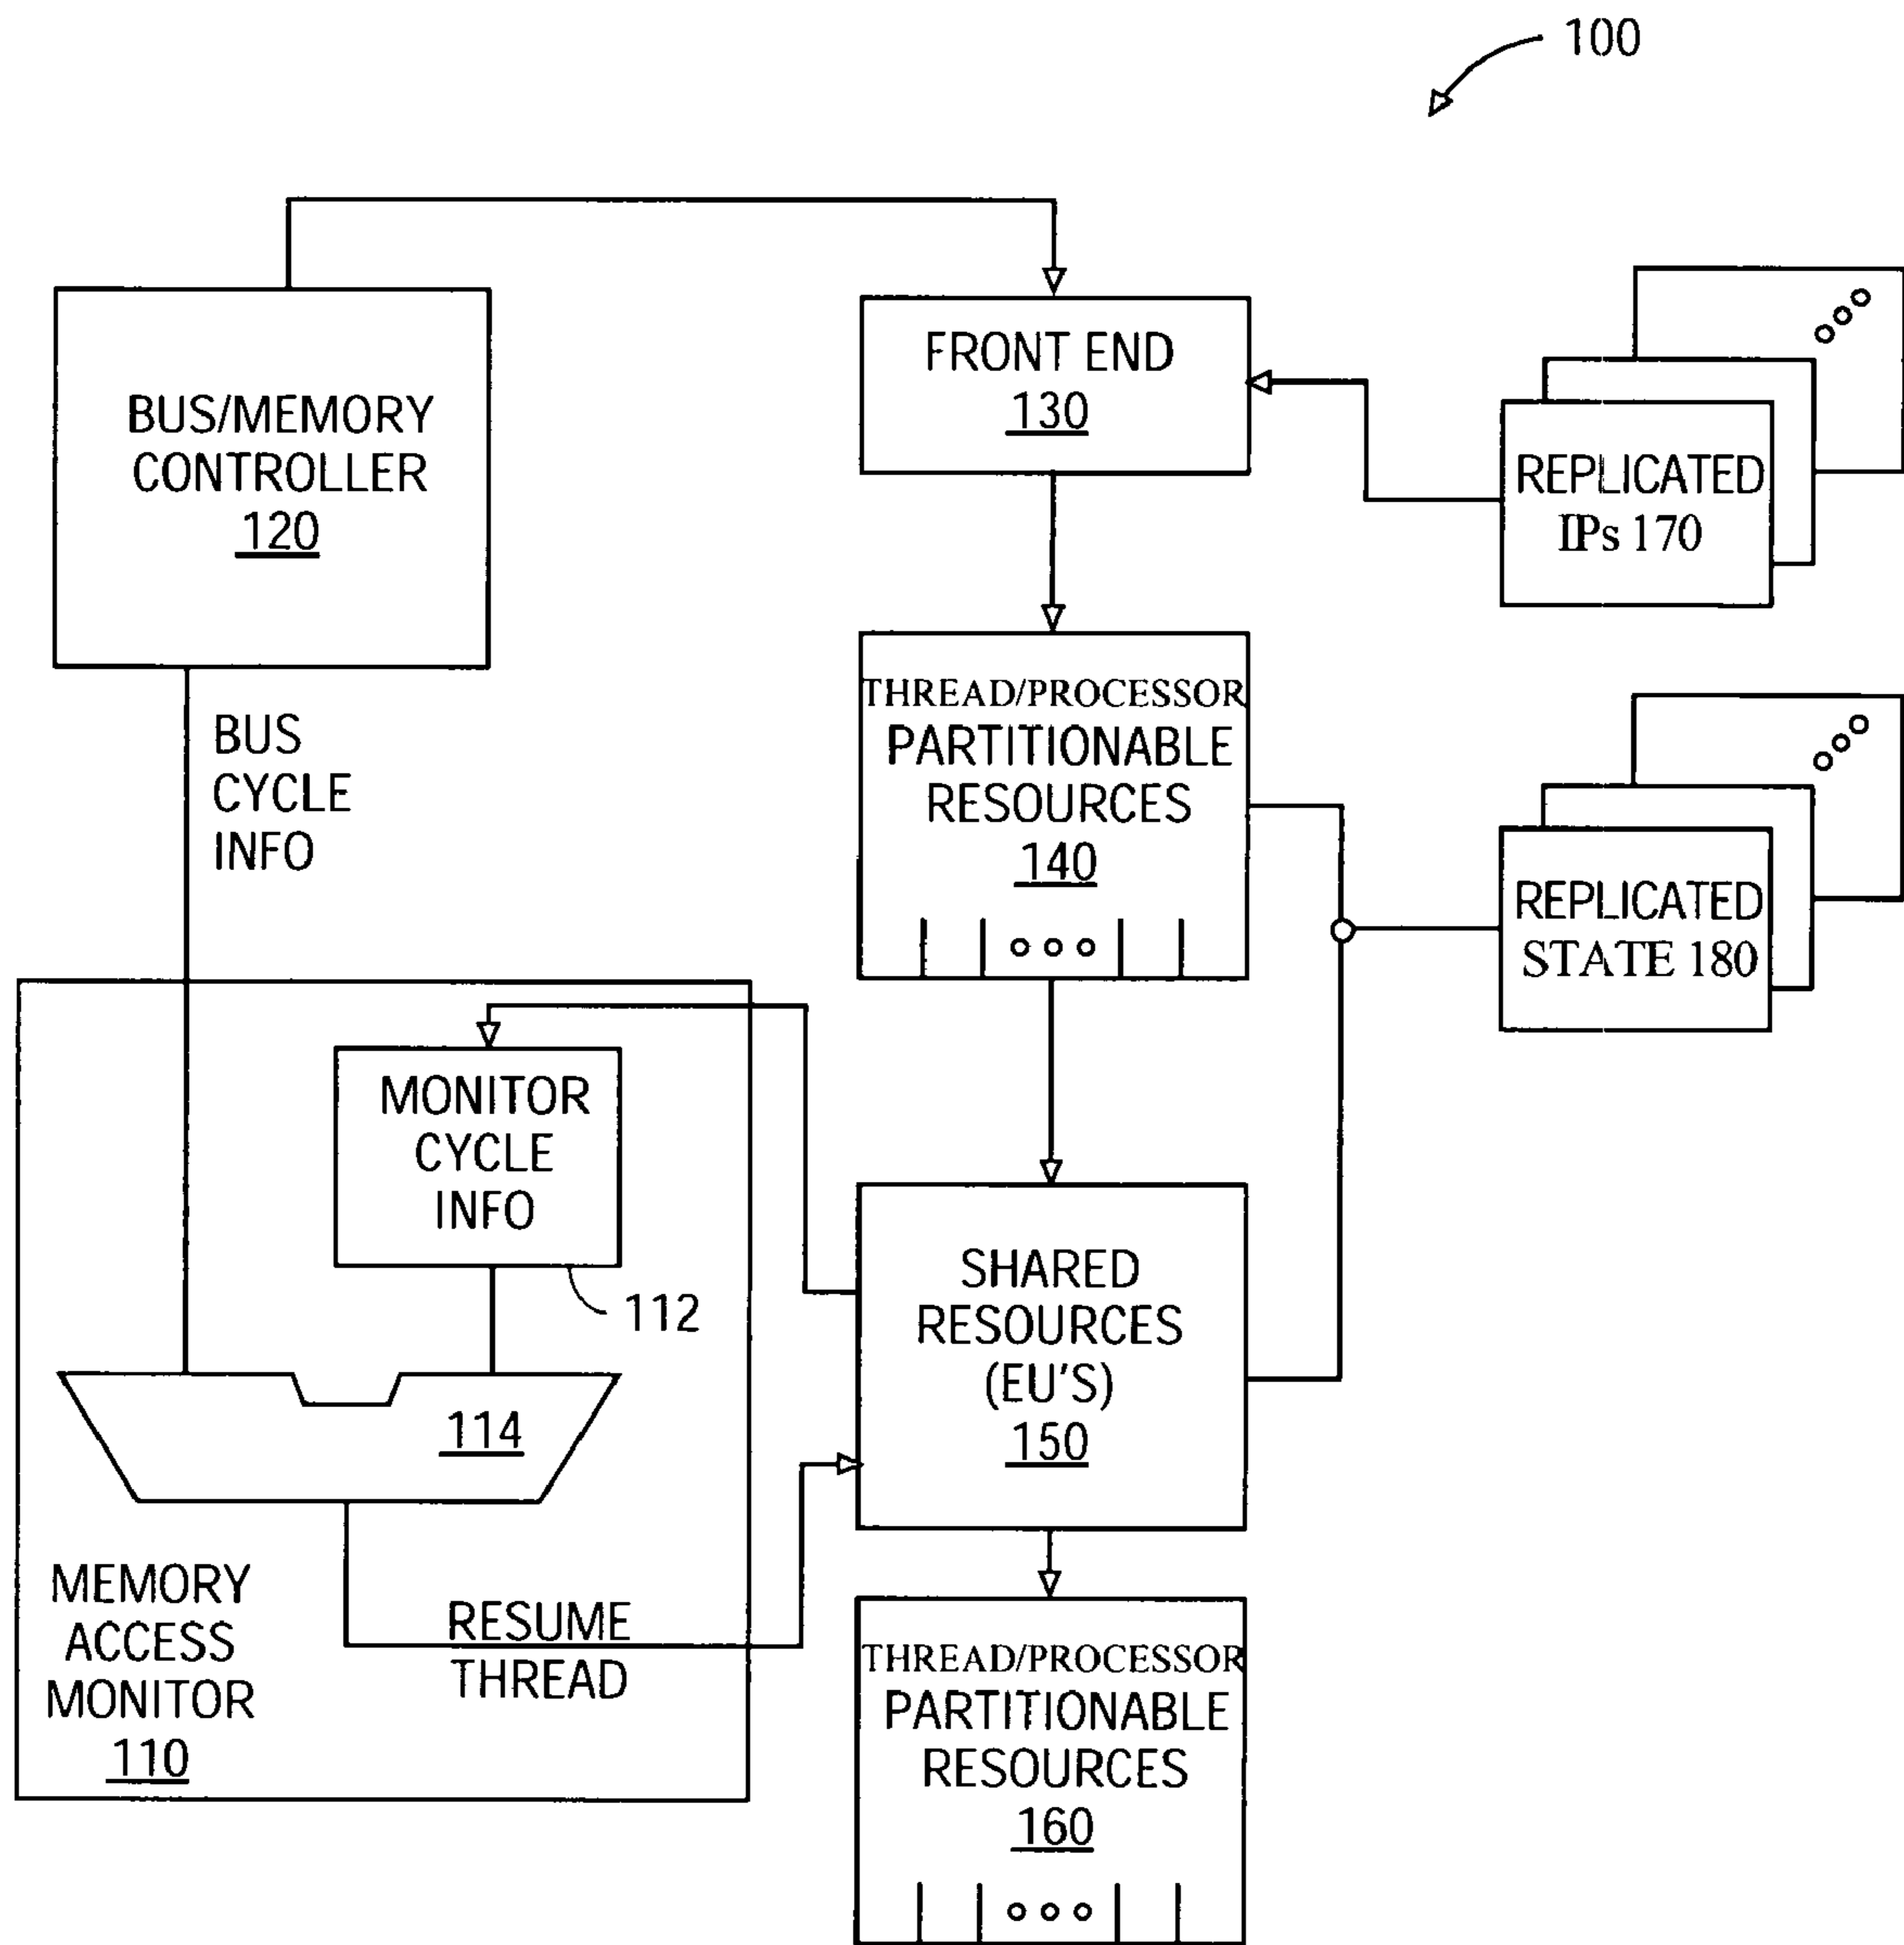 100
BUS/MEMORY
CONTROLLER
120
FRONT END
130
REPLICATED
IPs 170
BUS
CYCLE
INFO
THREAD/PROCESSOR
PARTITIONABLE
RESOURCES
140
REPLICATED
STATE 180
MONITOR
CYCLE
INFO
112
114
SHARED
RESOURCES
(EU'S)
150
MEMORY
ACCESS
MONITOR
110
RESUME
THREAD
THREAD/PROCESSOR
PARTITIONABLE
RESOURCES
160